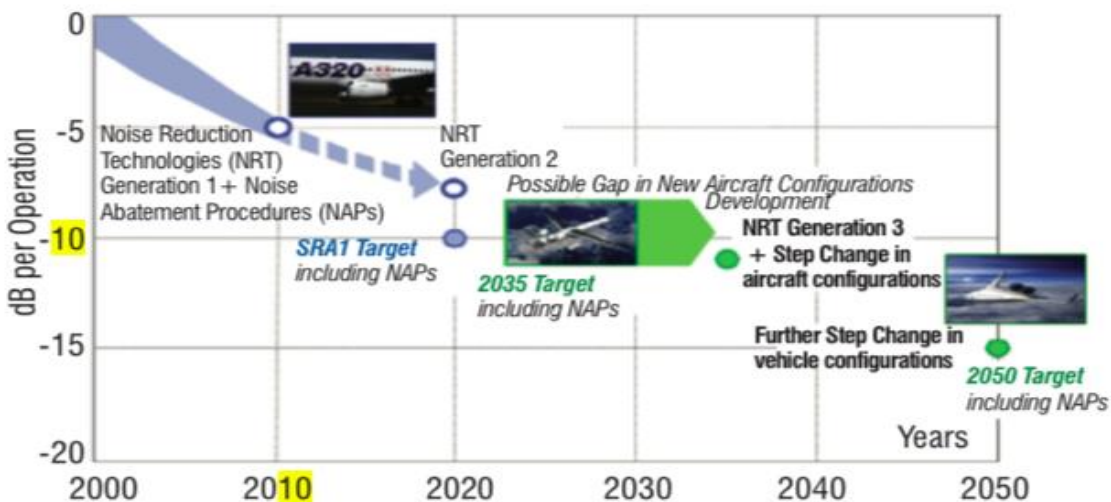 0
-5
-10
-15
-20
dB per Operation
A320
Noise Reduction
Technologies (NRT)
Generation 1+ Noise
Abatement Procedures (NAPs)
NRT
Generation 2
Possible Gap in New Aircraft Configurations
Development
SRA1 Target
including NAPs
2035 Target
including NAPs
NRT Generation 3
+ Step Change in
aircraft configurations
Further Step Change in
vehicle configurations
2050 Target
including NAPs
Years
2000 2010 2020 2030 2040 2050